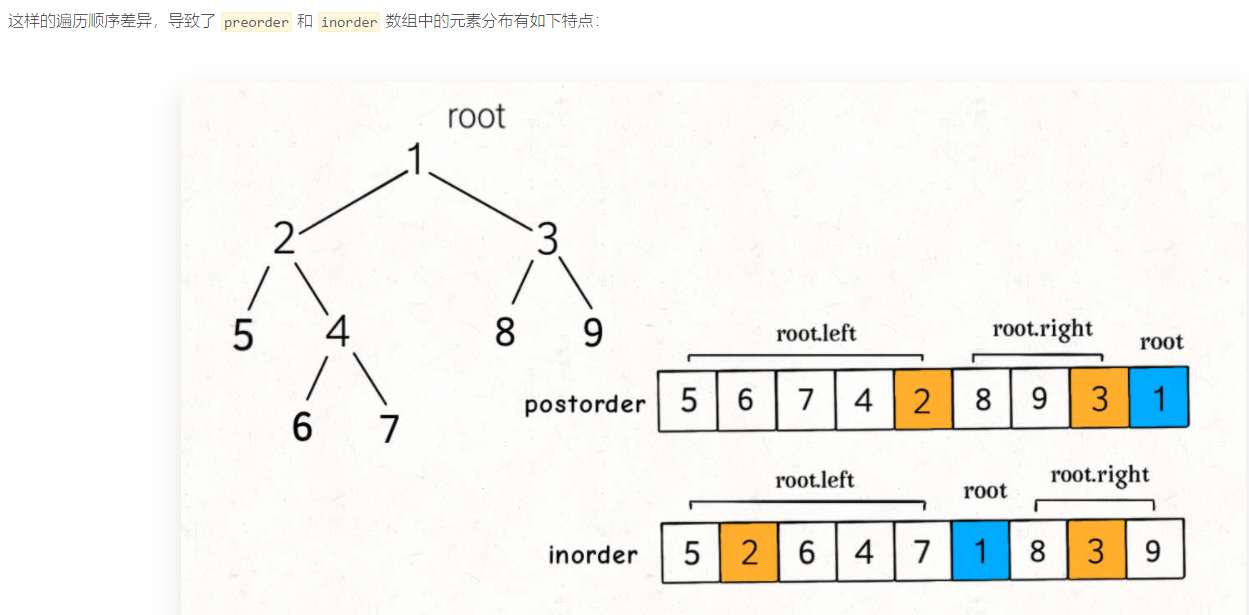 这样的遍历顺序差异，导致了 preorder 和 inorder 数组中的元素分布有如下特点：
root
1
2 3
5 4 8 9
6 7
root.left root.right root
postorder 5 6 7 4 2 8 9 3 1
root.left root root.right
inorder 5 2 6 4 7 1 8 3 9